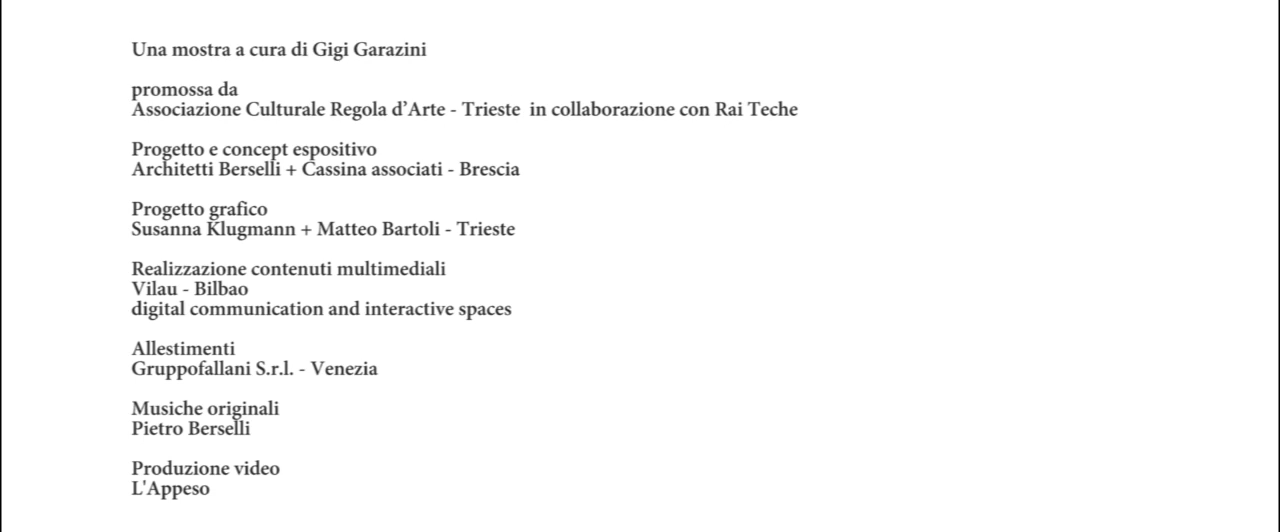 Una mostra a cura di Gigi Garazini
promossa da
Associazione Culturale Regola d’Arte - Trieste  in collaborazione con Rai Teche
Progetto e concept espositivo
Architetti Berselli + Cassina associati - Brescia
Progetto grafico
Susanna Klugmann + Matteo Bartoli - Trieste
Realizzazione contenuti multimediali
Vilau - Bilbao
digital communication and interactive spaces
Allestimenti
Gruppofallani S.r.l. - Venezia
Musiche originali
Pietro Berselli
Produzione video
L'Appeso